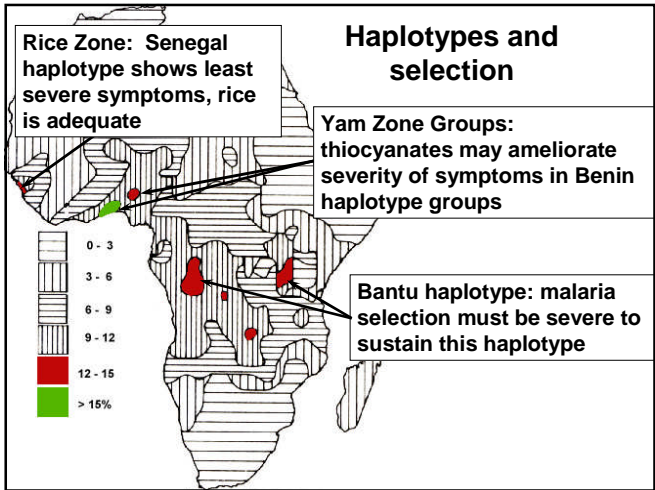 Haplotypes and
selection
Rice Zone: Senegal
haplotype shows least
severe symptoms, rice
is adequate
Yam Zone Groups:
thiocyanates may ameliorate
severity of symptoms in Benin
haplotype groups
Bantu haplotype: malaria
selection must be severe to
sustain this haplotype
0 - 3
3 - 6
6 - 9
9 - 12
12 - 15
> 15%